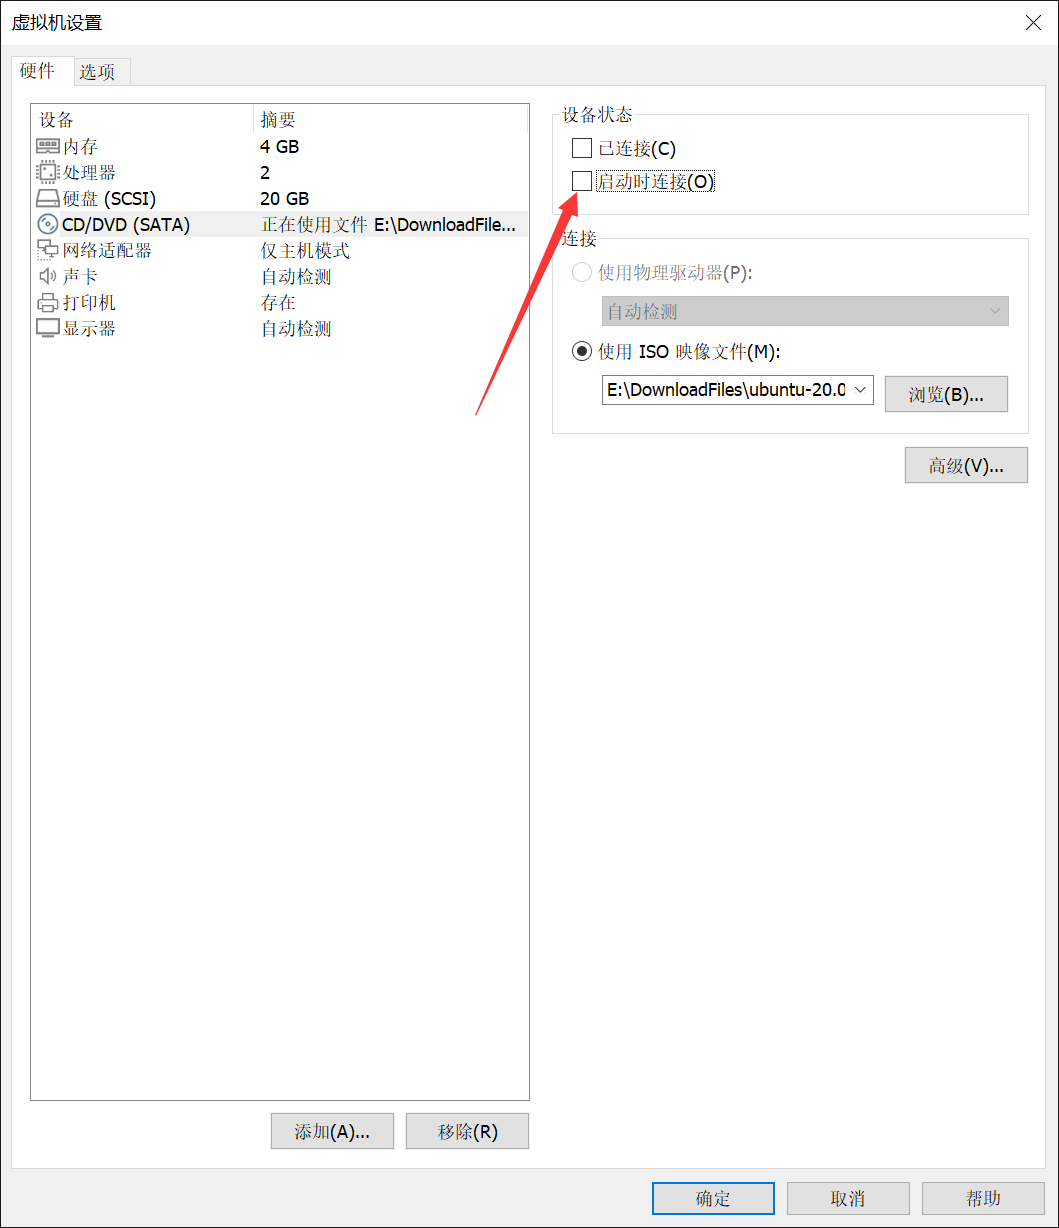 虚拟机设置
硬件 选项
设备 摘要
内存 4 GB
处理器 2
硬盘 (SCSI) 20 GB
CD/DVD (SATA) 正在使用文件 E:\DownloadFile...
网络适配器 仅主机模式
声卡 自动检测
打印机 存在
显示器 自动检测
添加(A)... 移除(R)
设备状态
已连接(C)
启动时连接(O)
连接
使用物理驱动器(P):
自动检测
使用 ISO 映像文件(M):
E:\DownloadFiles\ubuntu-20.0 浏览(B)...
高级(V)...
确定 取消 帮助